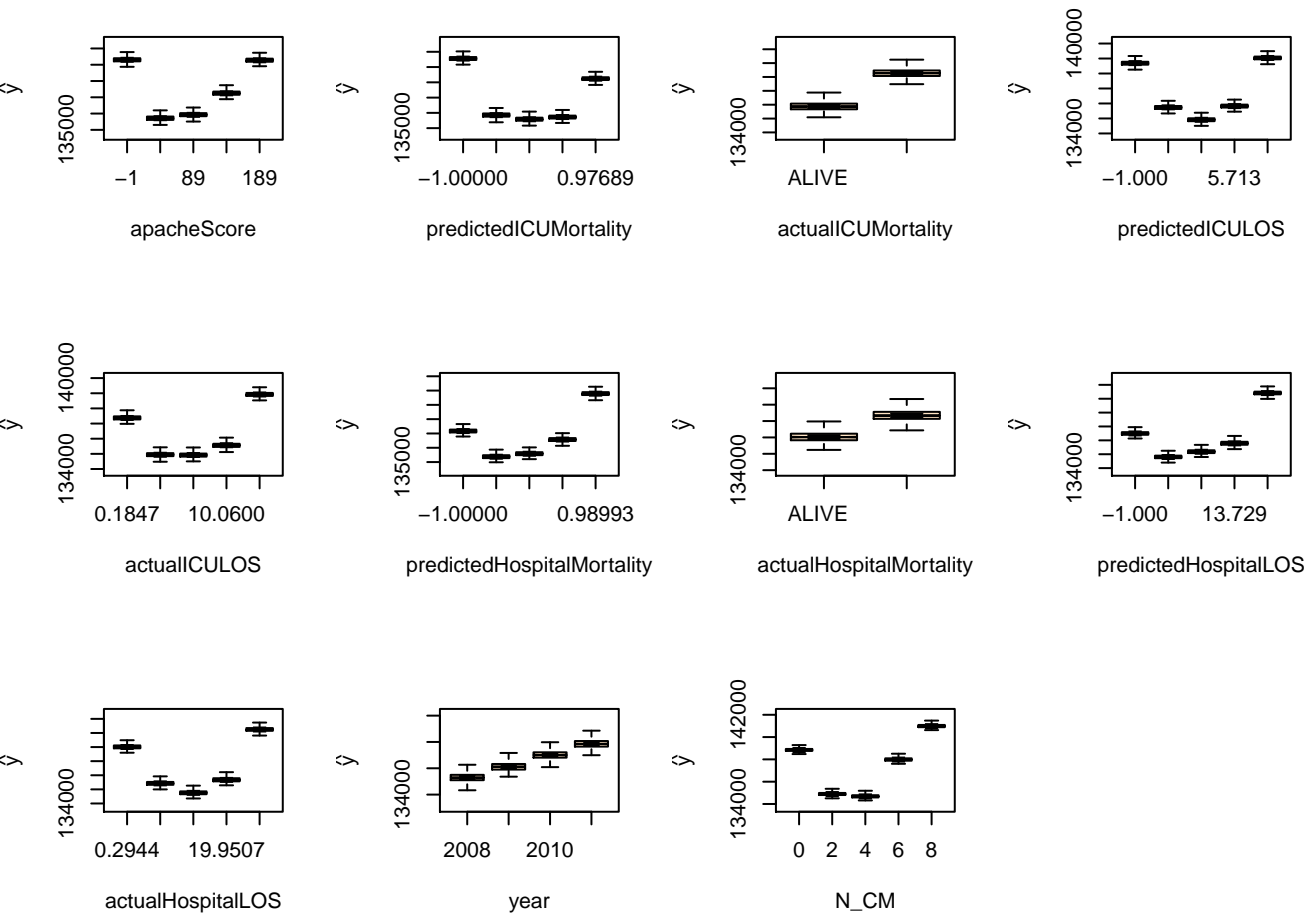 ŷ
135000
−1 89 189
apacheScore
ŷ
135000
−1.00000 0.97689
predictedICUMortality
ŷ
134000
ALIVE
actualICUMortality
ŷ
134000 140000
−1.000 5.713
predictedICULOS
ŷ
134000 140000
0.1847 10.0600
actualICULOS
ŷ
135000
−1.00000 0.98993
predictedHospitalMortality
ŷ
134000
ALIVE
actualHospitalMortality
ŷ
134000
−1.000 13.729
predictedHospitalLOS
ŷ
134000
0.2944 19.9507
actualHospitalLOS
ŷ
134000
2008 2010
year
ŷ
134000 142000
0 2 4 6 8
N_CM